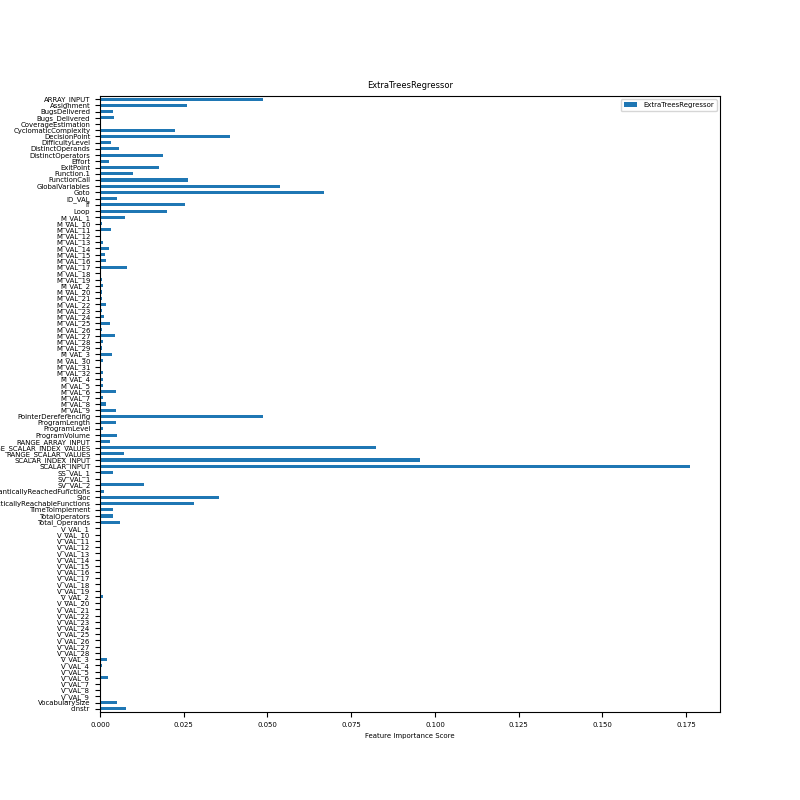 ExtraTreesRegressor
ExtraTreesRegressor
ARRAY_INPUT
Assignment
BugsDelivered
Bugs_Delivered
CoverageEstimation
CyclomaticComplexity
DecisionPoint
DifficultyLevel
DistinctOperands
DistinctOperators
Effort
ExitPoint
Function.1
FunctionCall
GlobalVariables
Goto
ID_VAL
If
Loop
M_VAL_1
M_VAL_10
M_VAL_11
M_VAL_12
M_VAL_13
M_VAL_14
M_VAL_15
M_VAL_16
M_VAL_17
M_VAL_18
M_VAL_19
M_VAL_2
M_VAL_20
M_VAL_21
M_VAL_22
M_VAL_23
M_VAL_24
M_VAL_25
M_VAL_26
M_VAL_27
M_VAL_28
M_VAL_29
M_VAL_3
M_VAL_30
M_VAL_31
M_VAL_32
M_VAL_4
M_VAL_5
M_VAL_6
M_VAL_7
M_VAL_8
M_VAL_9
PointerDereferencing
ProgramLength
ProgramLevel
ProgramVolume
RANGE_ARRAY_INPUT
E_SCALAR_INDEX_VALUES
RANGE_SCALAR_VALUES
SCALAR_INDEX_INPUT
SCALAR_INPUT
SS_VAL_1
SV_VAL_1
SV_VAL_2
anticallyReachedFunctions
Sloc
ticallyReachableFunctions
TimeToImplement
TotalOperators
Total_Operands
V_VAL_1
V_VAL_10
V_VAL_11
V_VAL_12
V_VAL_13
V_VAL_14
V_VAL_15
V_VAL_16
V_VAL_17
V_VAL_18
V_VAL_19
V_VAL_2
V_VAL_20
V_VAL_21
V_VAL_22
V_VAL_23
V_VAL_24
V_VAL_25
V_VAL_26
V_VAL_27
V_VAL_28
V_VAL_3
V_VAL_4
V_VAL_5
V_VAL_6
V_VAL_7
V_VAL_8
V_VAL_9
VocabularySize
cInstr
0.000 0.025 0.050 0.075 0.100 0.125 0.150 0.175
Feature Importance Score